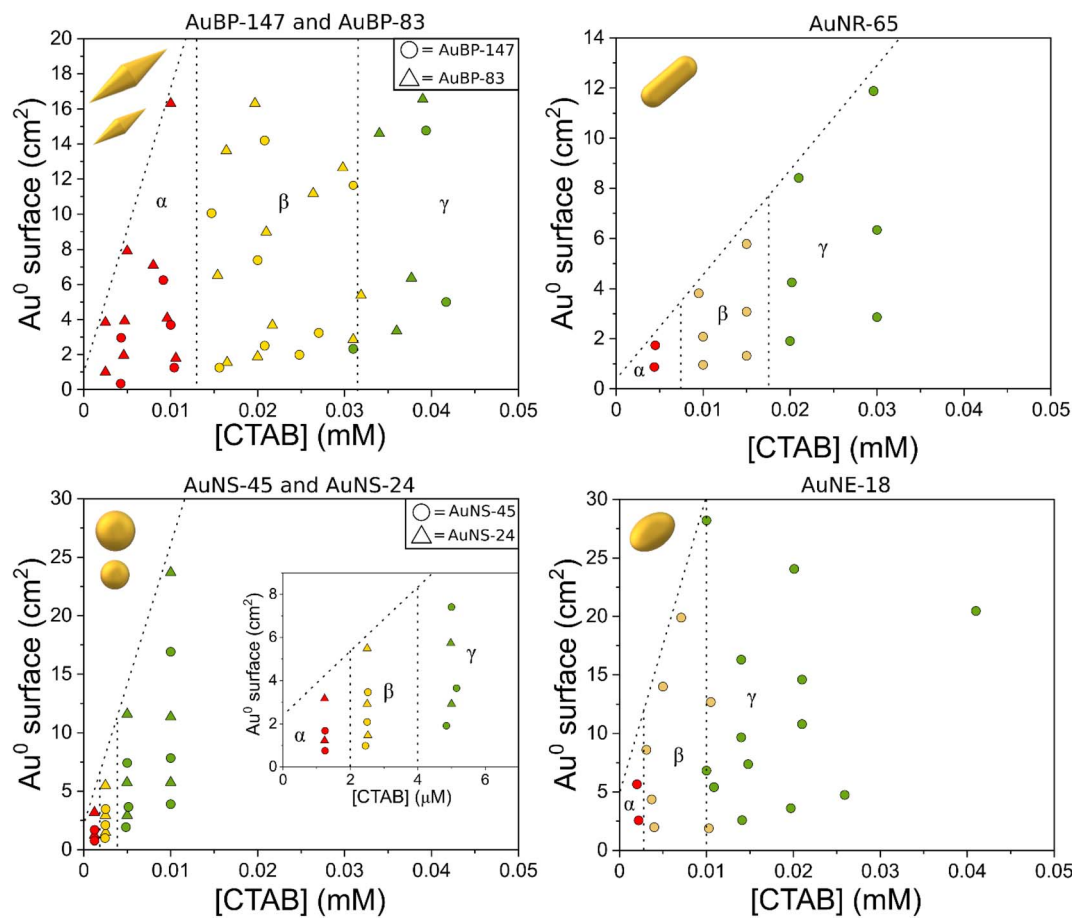 AuBP-147 and AuBP-83
20
18
16
14
12
10
8
6
4
2
0
Au⁰ surface (cm²)
= AuBP-147
= AuBP-83
α
β
γ
0
0.01
0.02
0.03
0.04
0.05
[CTAB] (mM)
AuNR-65
14
12
10
8
6
4
2
0
Au⁰ surface (cm²)
α
β
γ
0.01
0.02
0.03
0.04
0.05
[CTAB] (mM)
AuNS-45 and AuNS-24
30
25
20
15
10
5
0
Au⁰ surface (cm²)
= AuNS-45
= AuNS-24
8
6
4
2
0
Au⁰ surface (cm²)
α
β
γ
0
2
4
6
[CTAB] (μM)
0
0.01
0.02
0.03
0.04
0.05
[CTAB] (mM)
AuNE-18
30
25
20
15
10
5
0
Au⁰ surface (cm²)
α
β
γ
0
0.01
0.02
0.03
0.04
0.05
[CTAB] (mM)